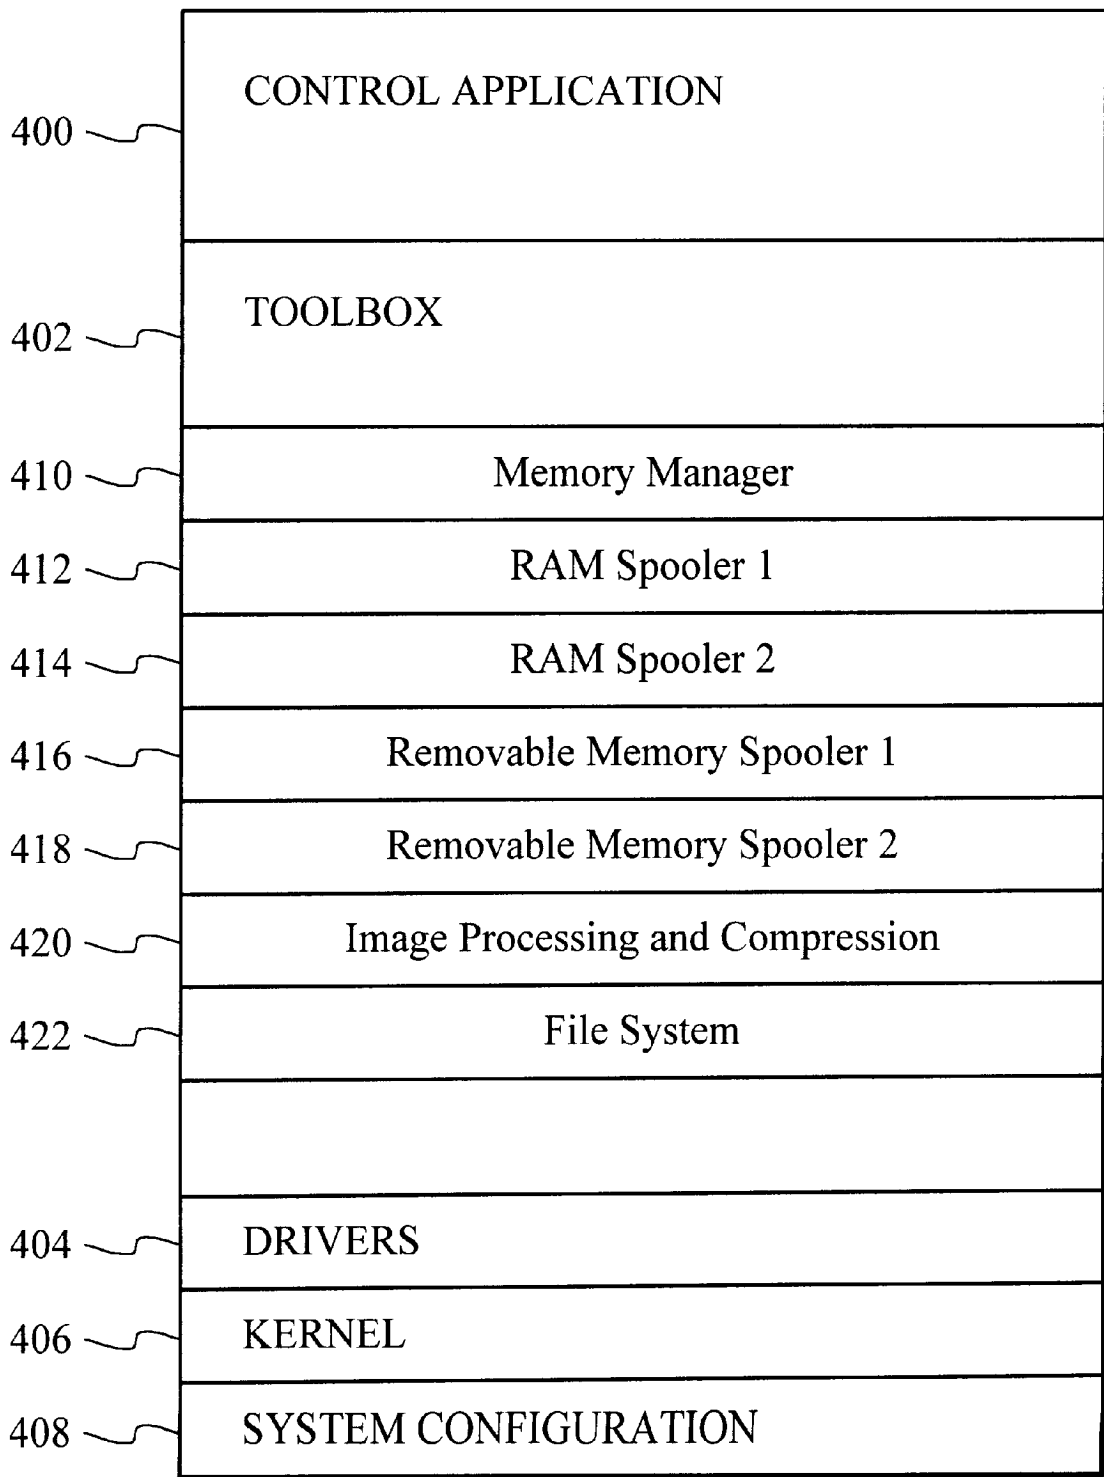 400 CONTROL APPLICATION
402 TOOLBOX
410 Memory Manager
412 RAM Spooler 1
414 RAM Spooler 2
416 Removable Memory Spooler 1
418 Removable Memory Spooler 2
420 Image Processing and Compression
422 File System
404 DRIVERS
406 KERNEL
408 SYSTEM CONFIGURATION